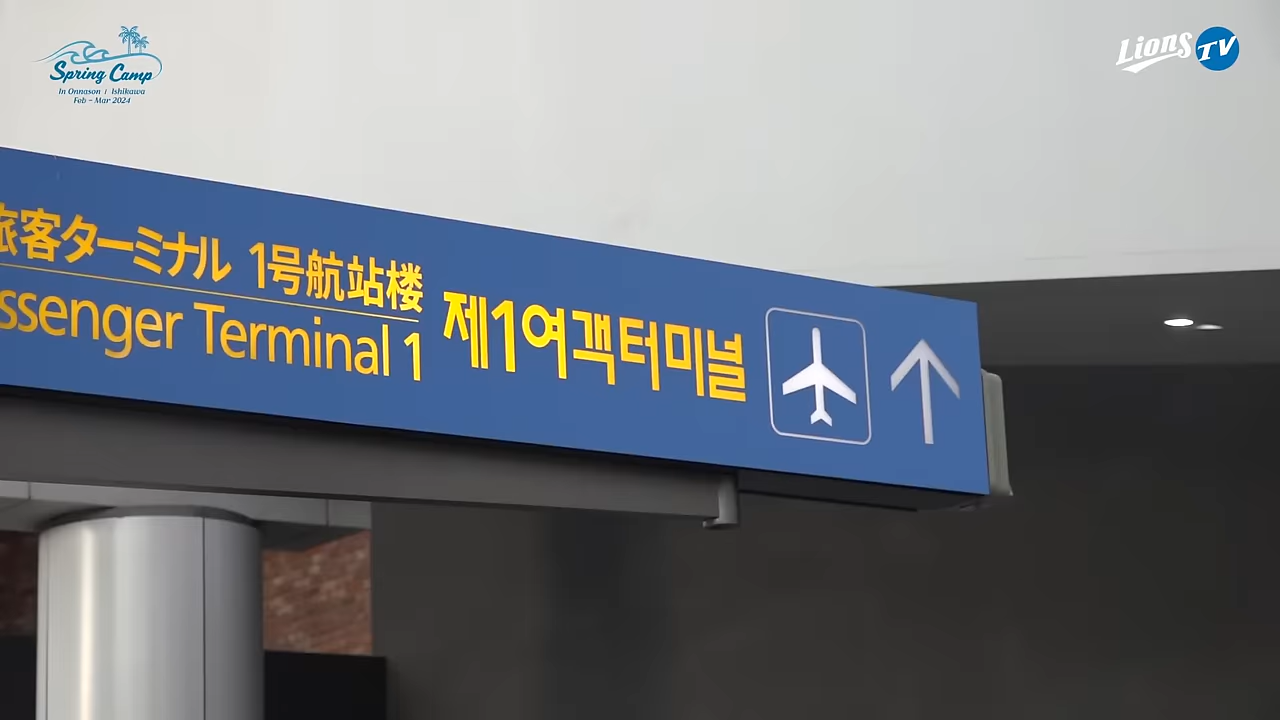 Spring Camp
In Onnason / Ishikawa
Feb - Mar 2024
Lions TV
旅客ターミナル 1号航站楼
ssenger Terminal 1
제1여객터미널